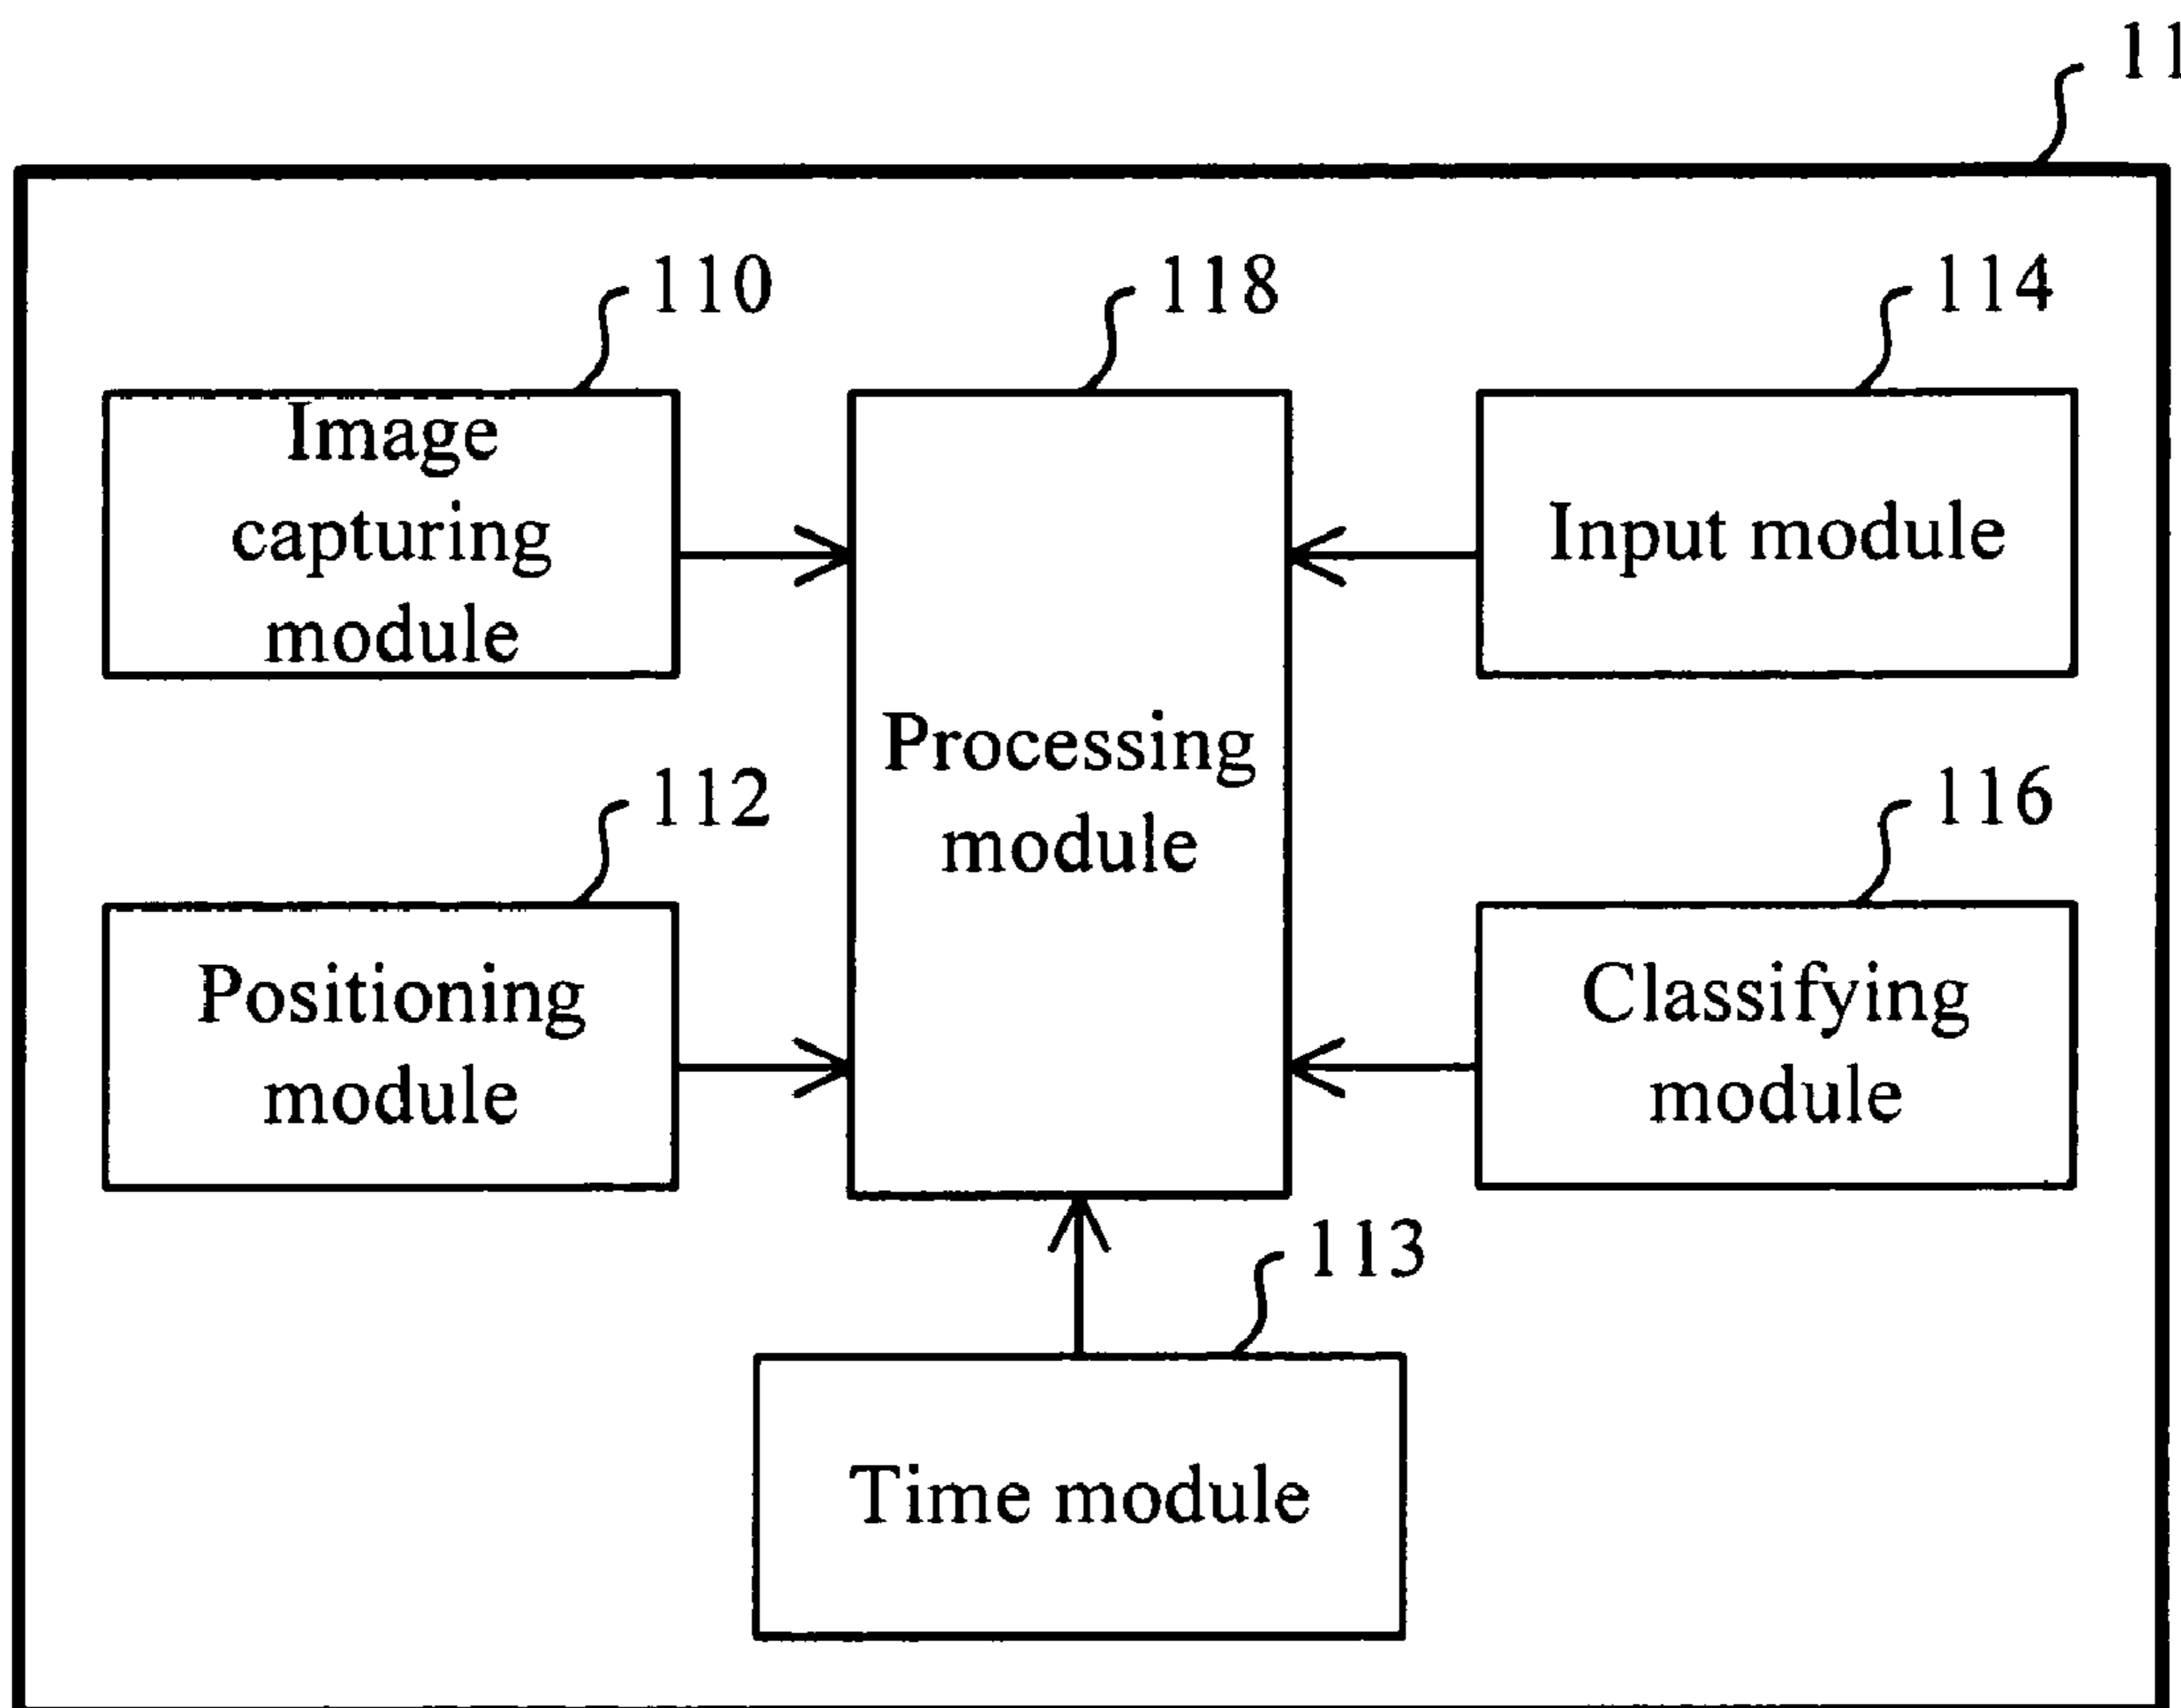 11
110
118
114
Image
capturing
module
Input module
Processing
module
112
116
Positioning
module
Classifying
module
113
Time module